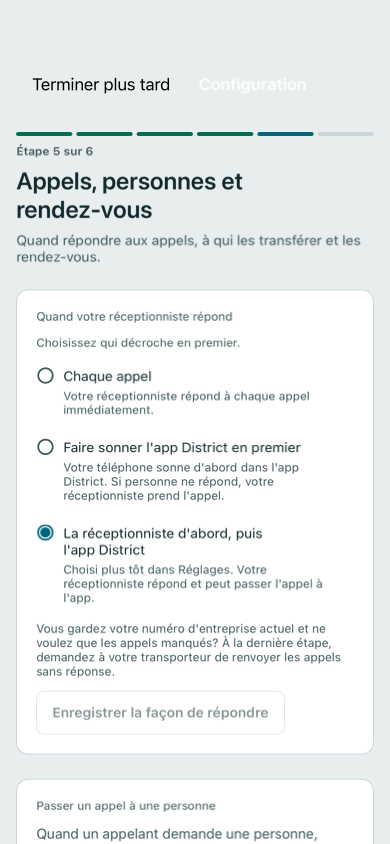 Terminer plus tard
Configuration
Étape 5 sur 6
Appels, personnes et
rendez-vous
Quand répondre aux appels, à qui les transférer et les
rendez-vous.
Quand votre réceptionniste répond
Choisissez qui décroche en premier.
Chaque appel
Votre réceptionniste répond à chaque appel
immédiatement.
Faire sonner l'app District en premier
Votre téléphone sonne d'abord dans l'app
District. Si personne ne répond, votre
réceptionniste prend l'appel.
La réceptionniste d'abord, puis
l'app District
Choisi plus tôt dans Réglages. Votre
réceptionniste répond et peut passer l'appel à
l'app.
Vous gardez votre numéro d'entreprise actuel et ne
voulez que les appels manqués? À la dernière étape,
demandez à votre transporteur de renvoyer les appels
sans réponse.
Enregistrer la façon de répondre
Passer un appel à une personne
Quand un appelant demande une personne,